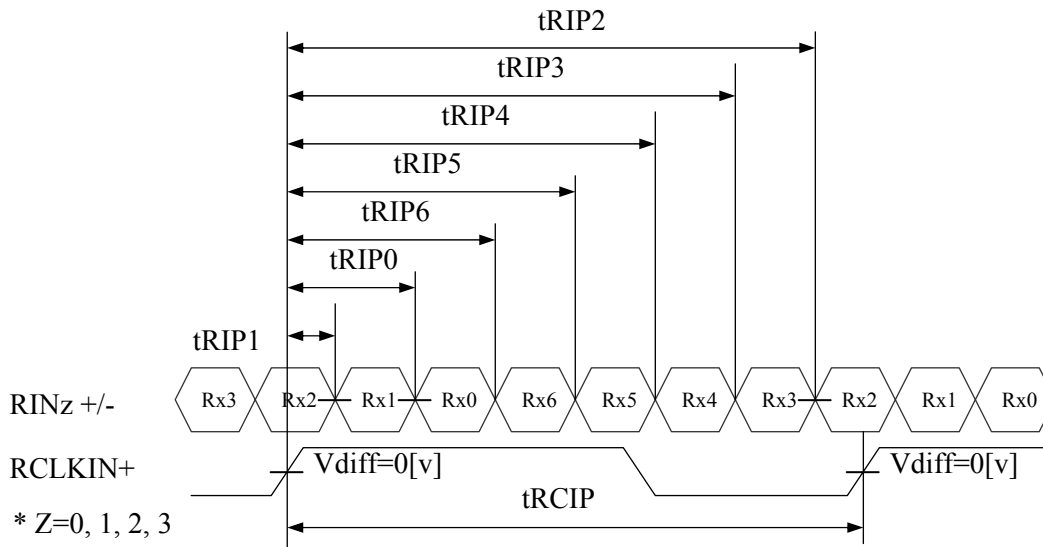 tRIP2
tRIP3
tRIP4
tRIP5
tRIP6
tRIP0
tRIP1
RINz +/- Rx3 Rx2 Rx1 Rx0 Rx6 Rx5 Rx4 Rx3 Rx2 Rx1 Rx0
RCLKIN+ Vdiff=0[v] Vdiff=0[v]
tRCIP
* Z=0, 1, 2, 3